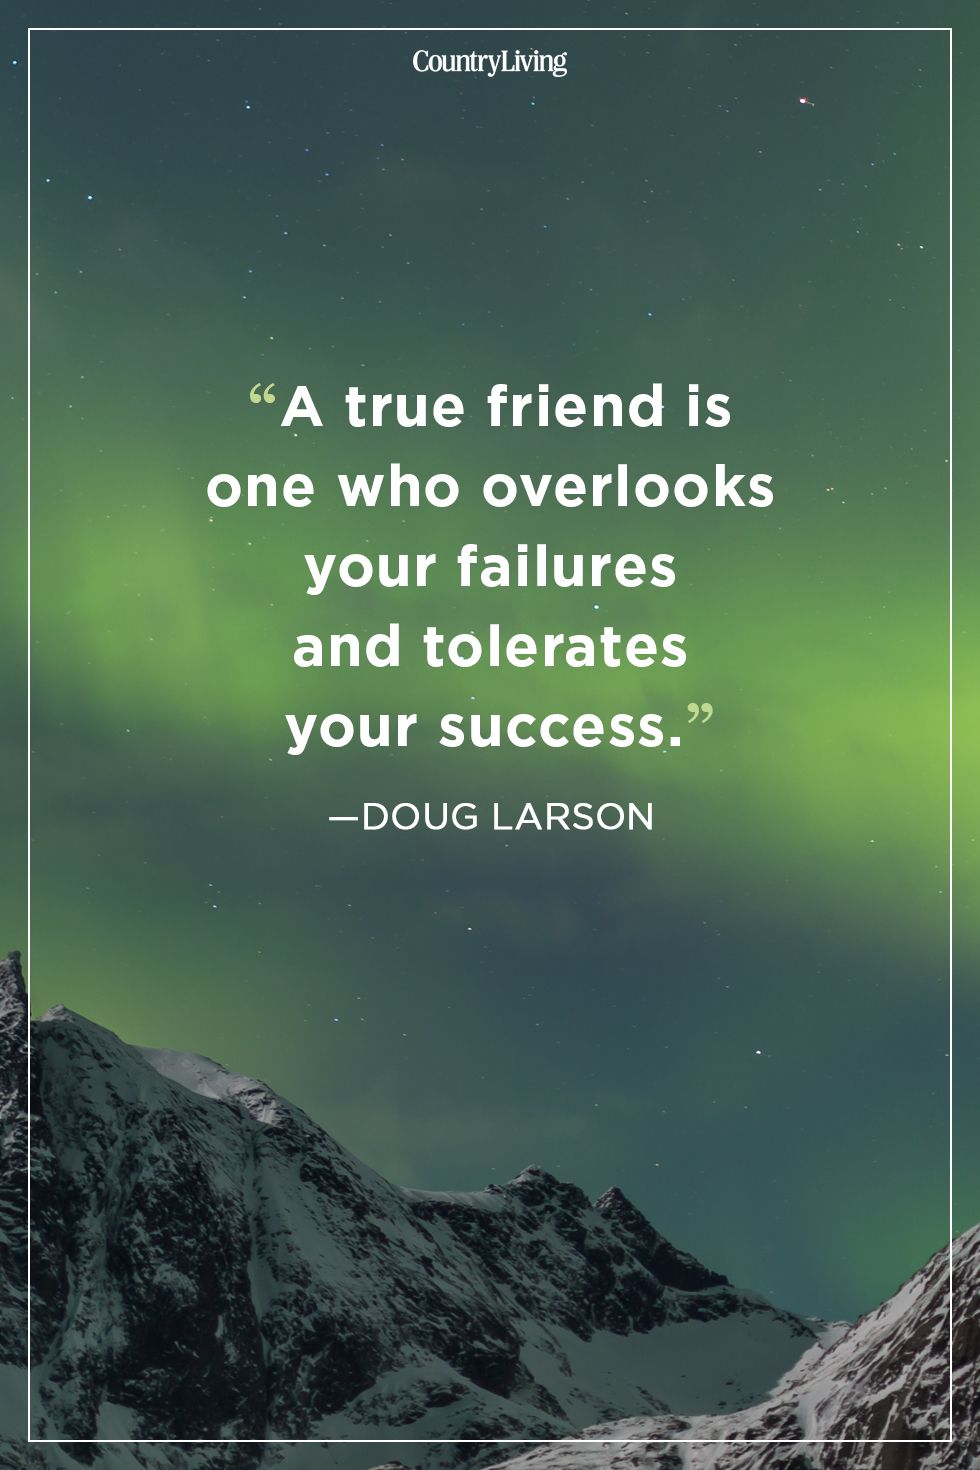 CountryLiving
“A true friend is
one who overlooks
your failures
and tolerates
your success.”
—DOUG LARSON